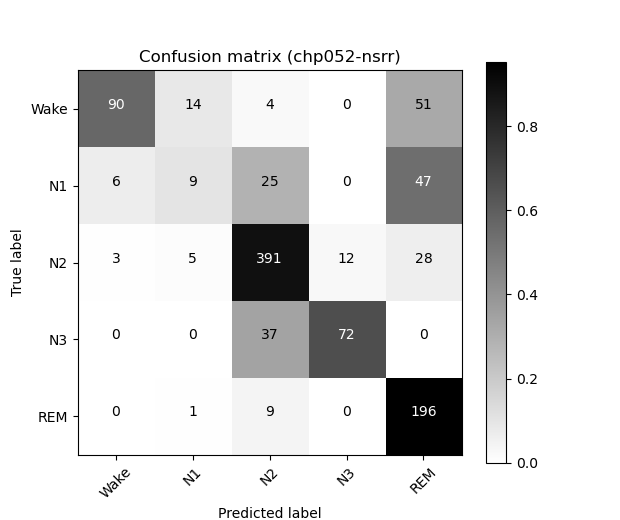 Confusion matrix (chp052-nsrr)
Wake 90 14 4 0 51
N1 6 9 25 0 47
N2 3 5 391 12 28
N3 0 0 37 72 0
REM 0 1 9 0 196
Wake N1 N2 N3 REM
Predicted label
True label
0.8
0.6
0.4
0.2
0.0